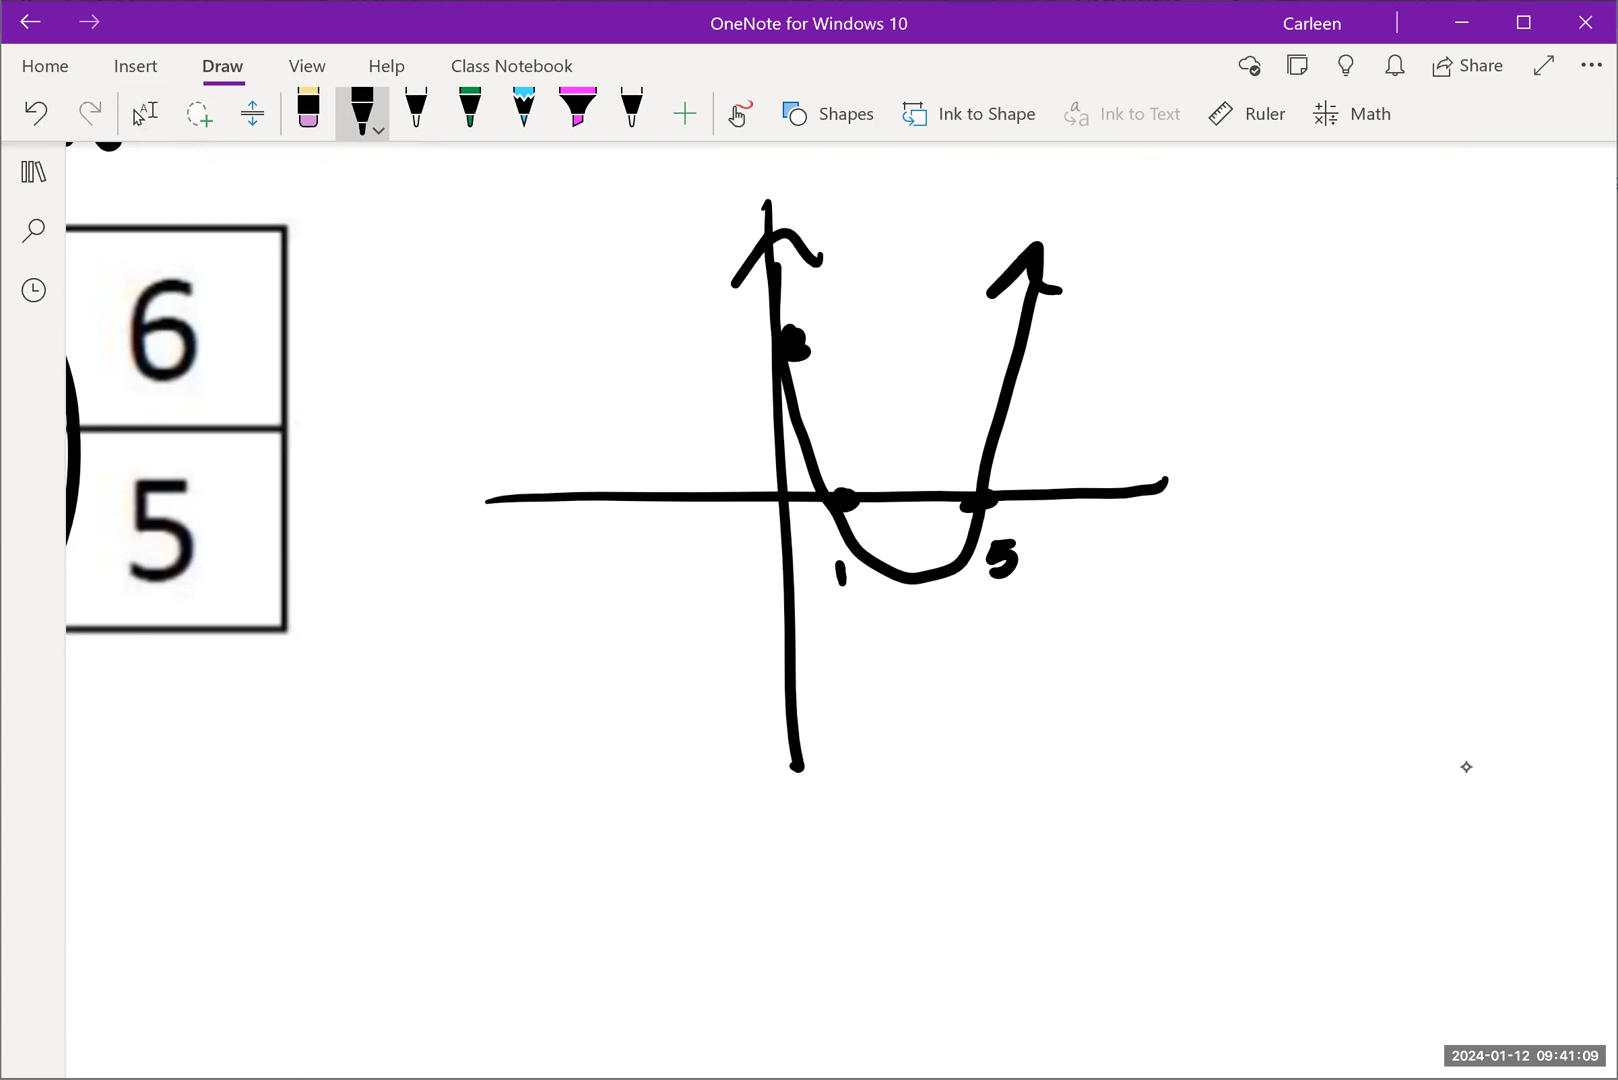 OneNote for Windows 10
Carleen
Home Insert Draw View Help Class Notebook
Share
Shapes Ink to Shape Ink to Text Ruler Math
6
5
1
5
2024-01-12 09:41:09